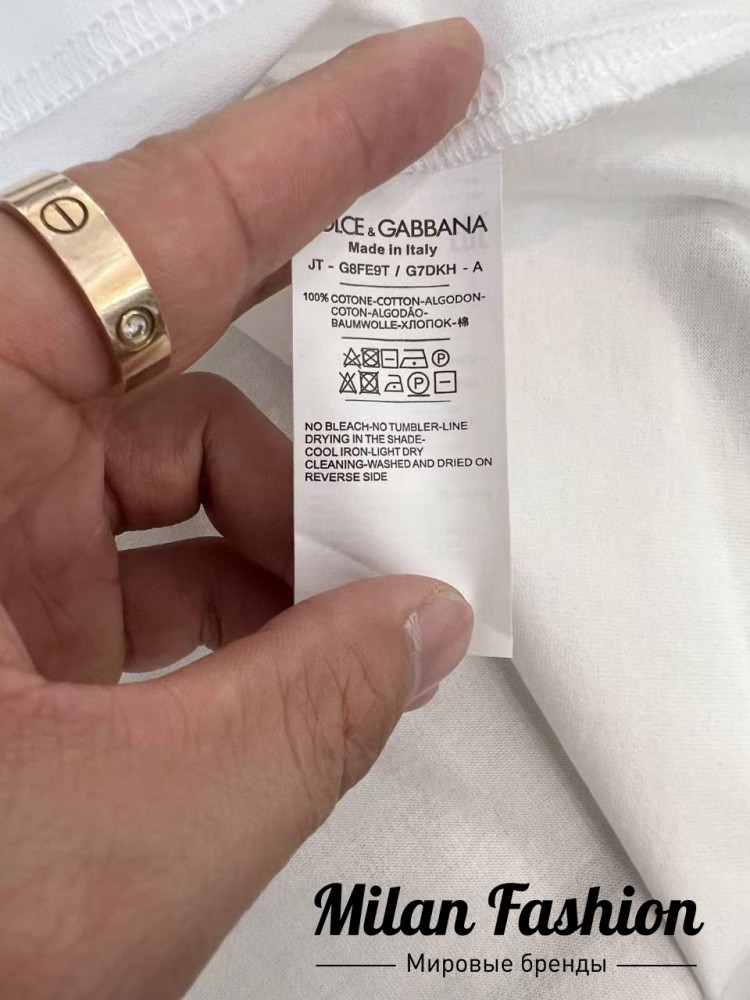 DOLCE & GABBANA
Made in Italy
JT - G8FE9T / G7DKH - A
100% COTONE-COTTON-ALGODON-
COTON-ALGODÃO-
BAUMWOLLE-ХЛОПОК-棉
NO BLEACH-NO TUMBLER-LINE
DRYING IN THE SHADE-
COOL IRON-LIGHT DRY
CLEANING-WASHED AND DRIED ON
REVERSE SIDE
Milan Fashion
Мировые бренды